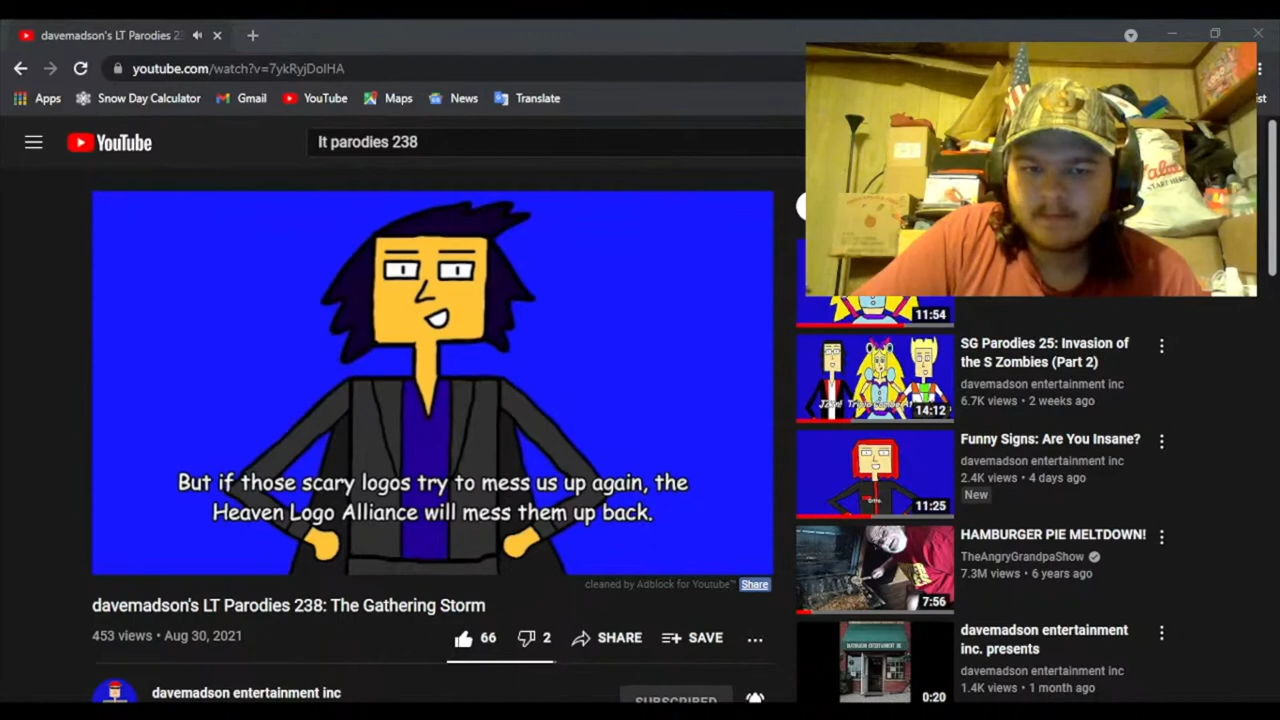 davemadson's LT Parodies 23
youtube.com/watch?v=7ykRyjDoIHA
Apps Snow Day Calculator Gmail YouTube Maps News Translate
ist
YouTube
lt parodies 238
START HERE
But if those scary logos try to mess us up again, the
Heaven Logo Alliance will mess them up back.
cleaned by Adblock for Youtube™ Share
davemadson's LT Parodies 238: The Gathering Storm
453 views • Aug 30, 2021
66 2 SHARE SAVE
davemadson entertainment inc
SUBSCRIBED
11:54
14:12
SG Parodies 25: Invasion of
the S Zombies (Part 2)
davemadson entertainment inc
6.7K views • 2 weeks ago
11:25
Funny Signs: Are You Insane?
davemadson entertainment inc
2.4K views • 4 days ago
New
7:56
HAMBURGER PIE MELTDOWN!
TheAngryGrandpaShow
7.3M views • 6 years ago
0:20
davemadson entertainment
inc. presents
davemadson entertainment inc
1.4K views • 1 month ago